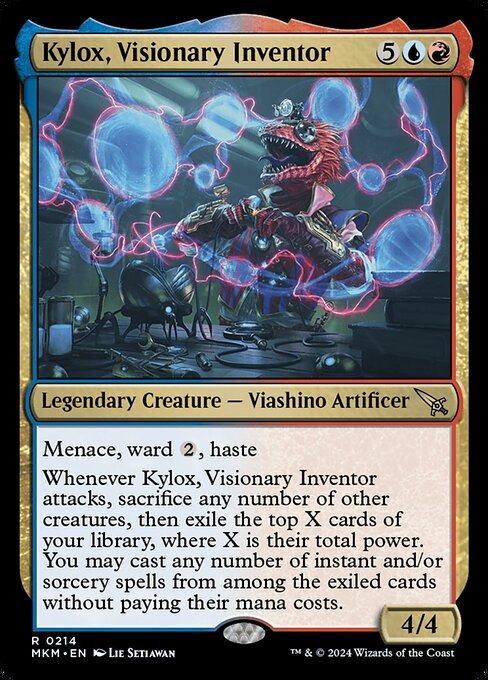 Kylox, Visionary Inventor 5
Legendary Creature — Viashino Artificer
Menace, ward 2, haste
Whenever Kylox, Visionary Inventor
attacks, sacrifice any number of other
creatures, then exile the top X cards of
your library, where X is their total power.
You may cast any number of instant and/or
sorcery spells from among the exiled cards
without paying their mana costs.
4/4
R 0214
MKM • EN Lie Setiawan
™ & © 2024 Wizards of the Coast